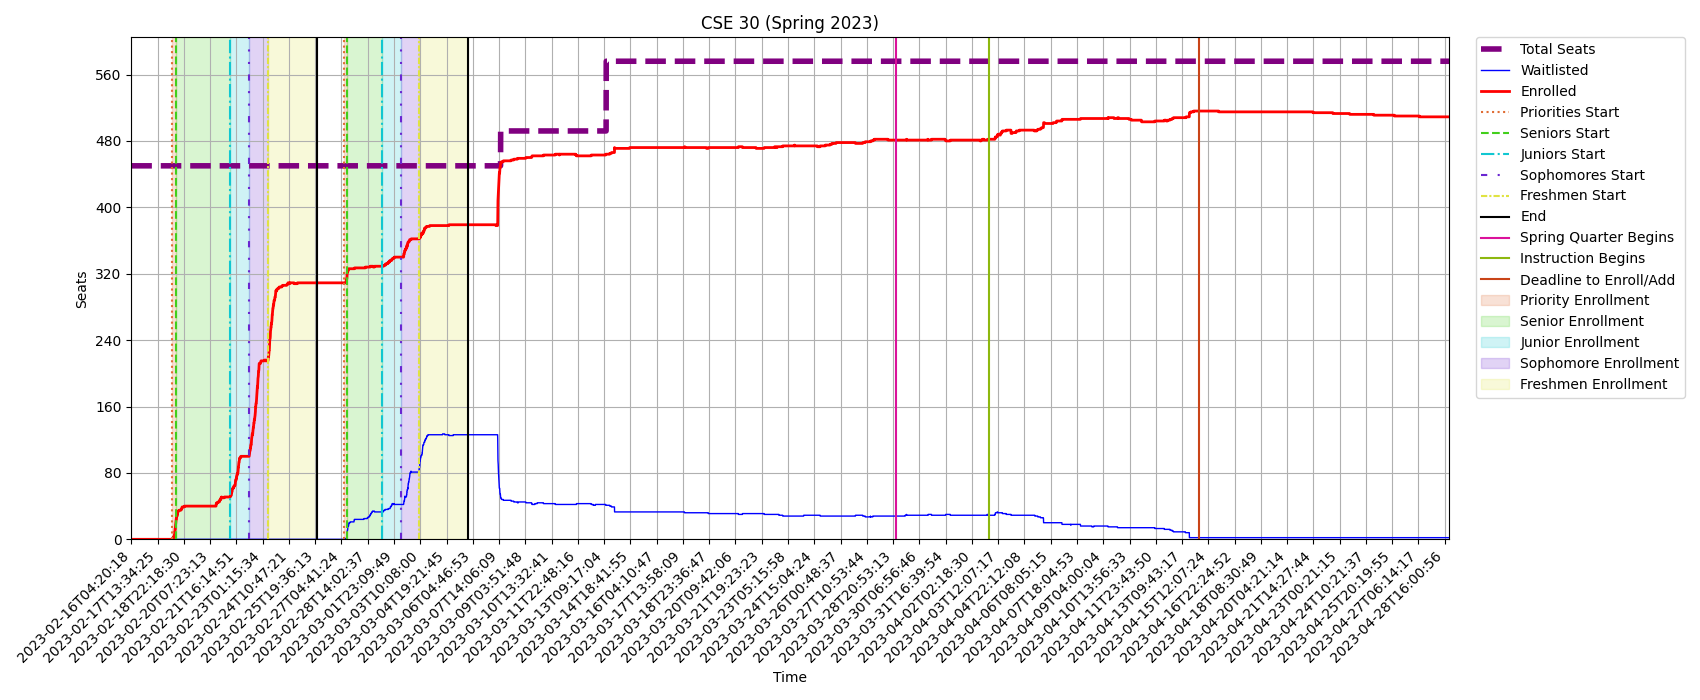 CSE 30 (Spring 2023)
Seats
560
480
400
320
240
160
80
0
2023-02-16T04:20:18
2023-02-17T13:34:25
2023-02-18T22:18:30
2023-02-20T07:23:13
2023-02-21T16:14:51
2023-02-23T01:15:34
2023-02-24T10:47:21
2023-02-25T19:36:13
2023-02-27T04:41:24
2023-02-28T14:02:37
2023-03-01T23:09:49
2023-03-03T10:08:00
2023-03-04T19:21:45
2023-03-06T04:46:53
2023-03-07T14:06:09
2023-03-09T03:51:48
2023-03-10T13:32:41
2023-03-11T22:48:16
2023-03-13T09:17:04
2023-03-14T18:41:55
2023-03-16T04:10:47
2023-03-17T13:58:09
2023-03-18T23:36:47
2023-03-20T09:42:06
2023-03-21T19:23:23
2023-03-23T05:15:58
2023-03-24T15:04:24
2023-03-26T00:48:37
2023-03-27T10:53:44
2023-03-28T20:53:13
2023-03-30T06:56:46
2023-03-31T16:39:54
2023-04-02T02:18:30
2023-04-03T12:07:17
2023-04-04T22:12:08
2023-04-06T08:05:15
2023-04-07T18:04:53
2023-04-09T04:00:04
2023-04-10T13:56:33
2023-04-11T23:43:50
2023-04-13T09:43:17
2023-04-15T12:07:24
2023-04-16T22:24:52
2023-04-18T08:30:49
2023-04-20T04:21:14
2023-04-21T14:27:44
2023-04-23T00:21:15
2023-04-24T10:21:37
2023-04-25T20:19:55
2023-04-27T06:14:17
2023-04-28T16:00:56
Time
Total Seats
Waitlisted
Enrolled
Priorities Start
Seniors Start
Juniors Start
Sophomores Start
Freshmen Start
End
Spring Quarter Begins
Instruction Begins
Deadline to Enroll/Add
Priority Enrollment
Senior Enrollment
Junior Enrollment
Sophomore Enrollment
Freshmen Enrollment